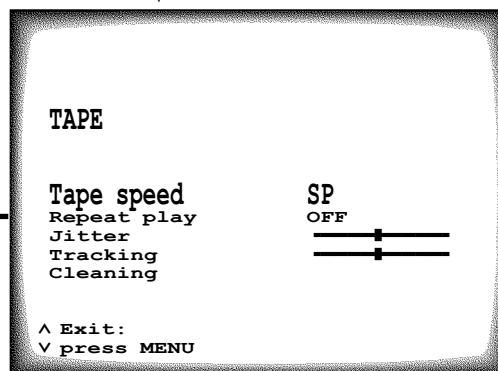 TAPE
Tape speed SP
Repeat play OFF
Jitter
Tracking
Cleaning
∧ Exit:
∨ press MENU